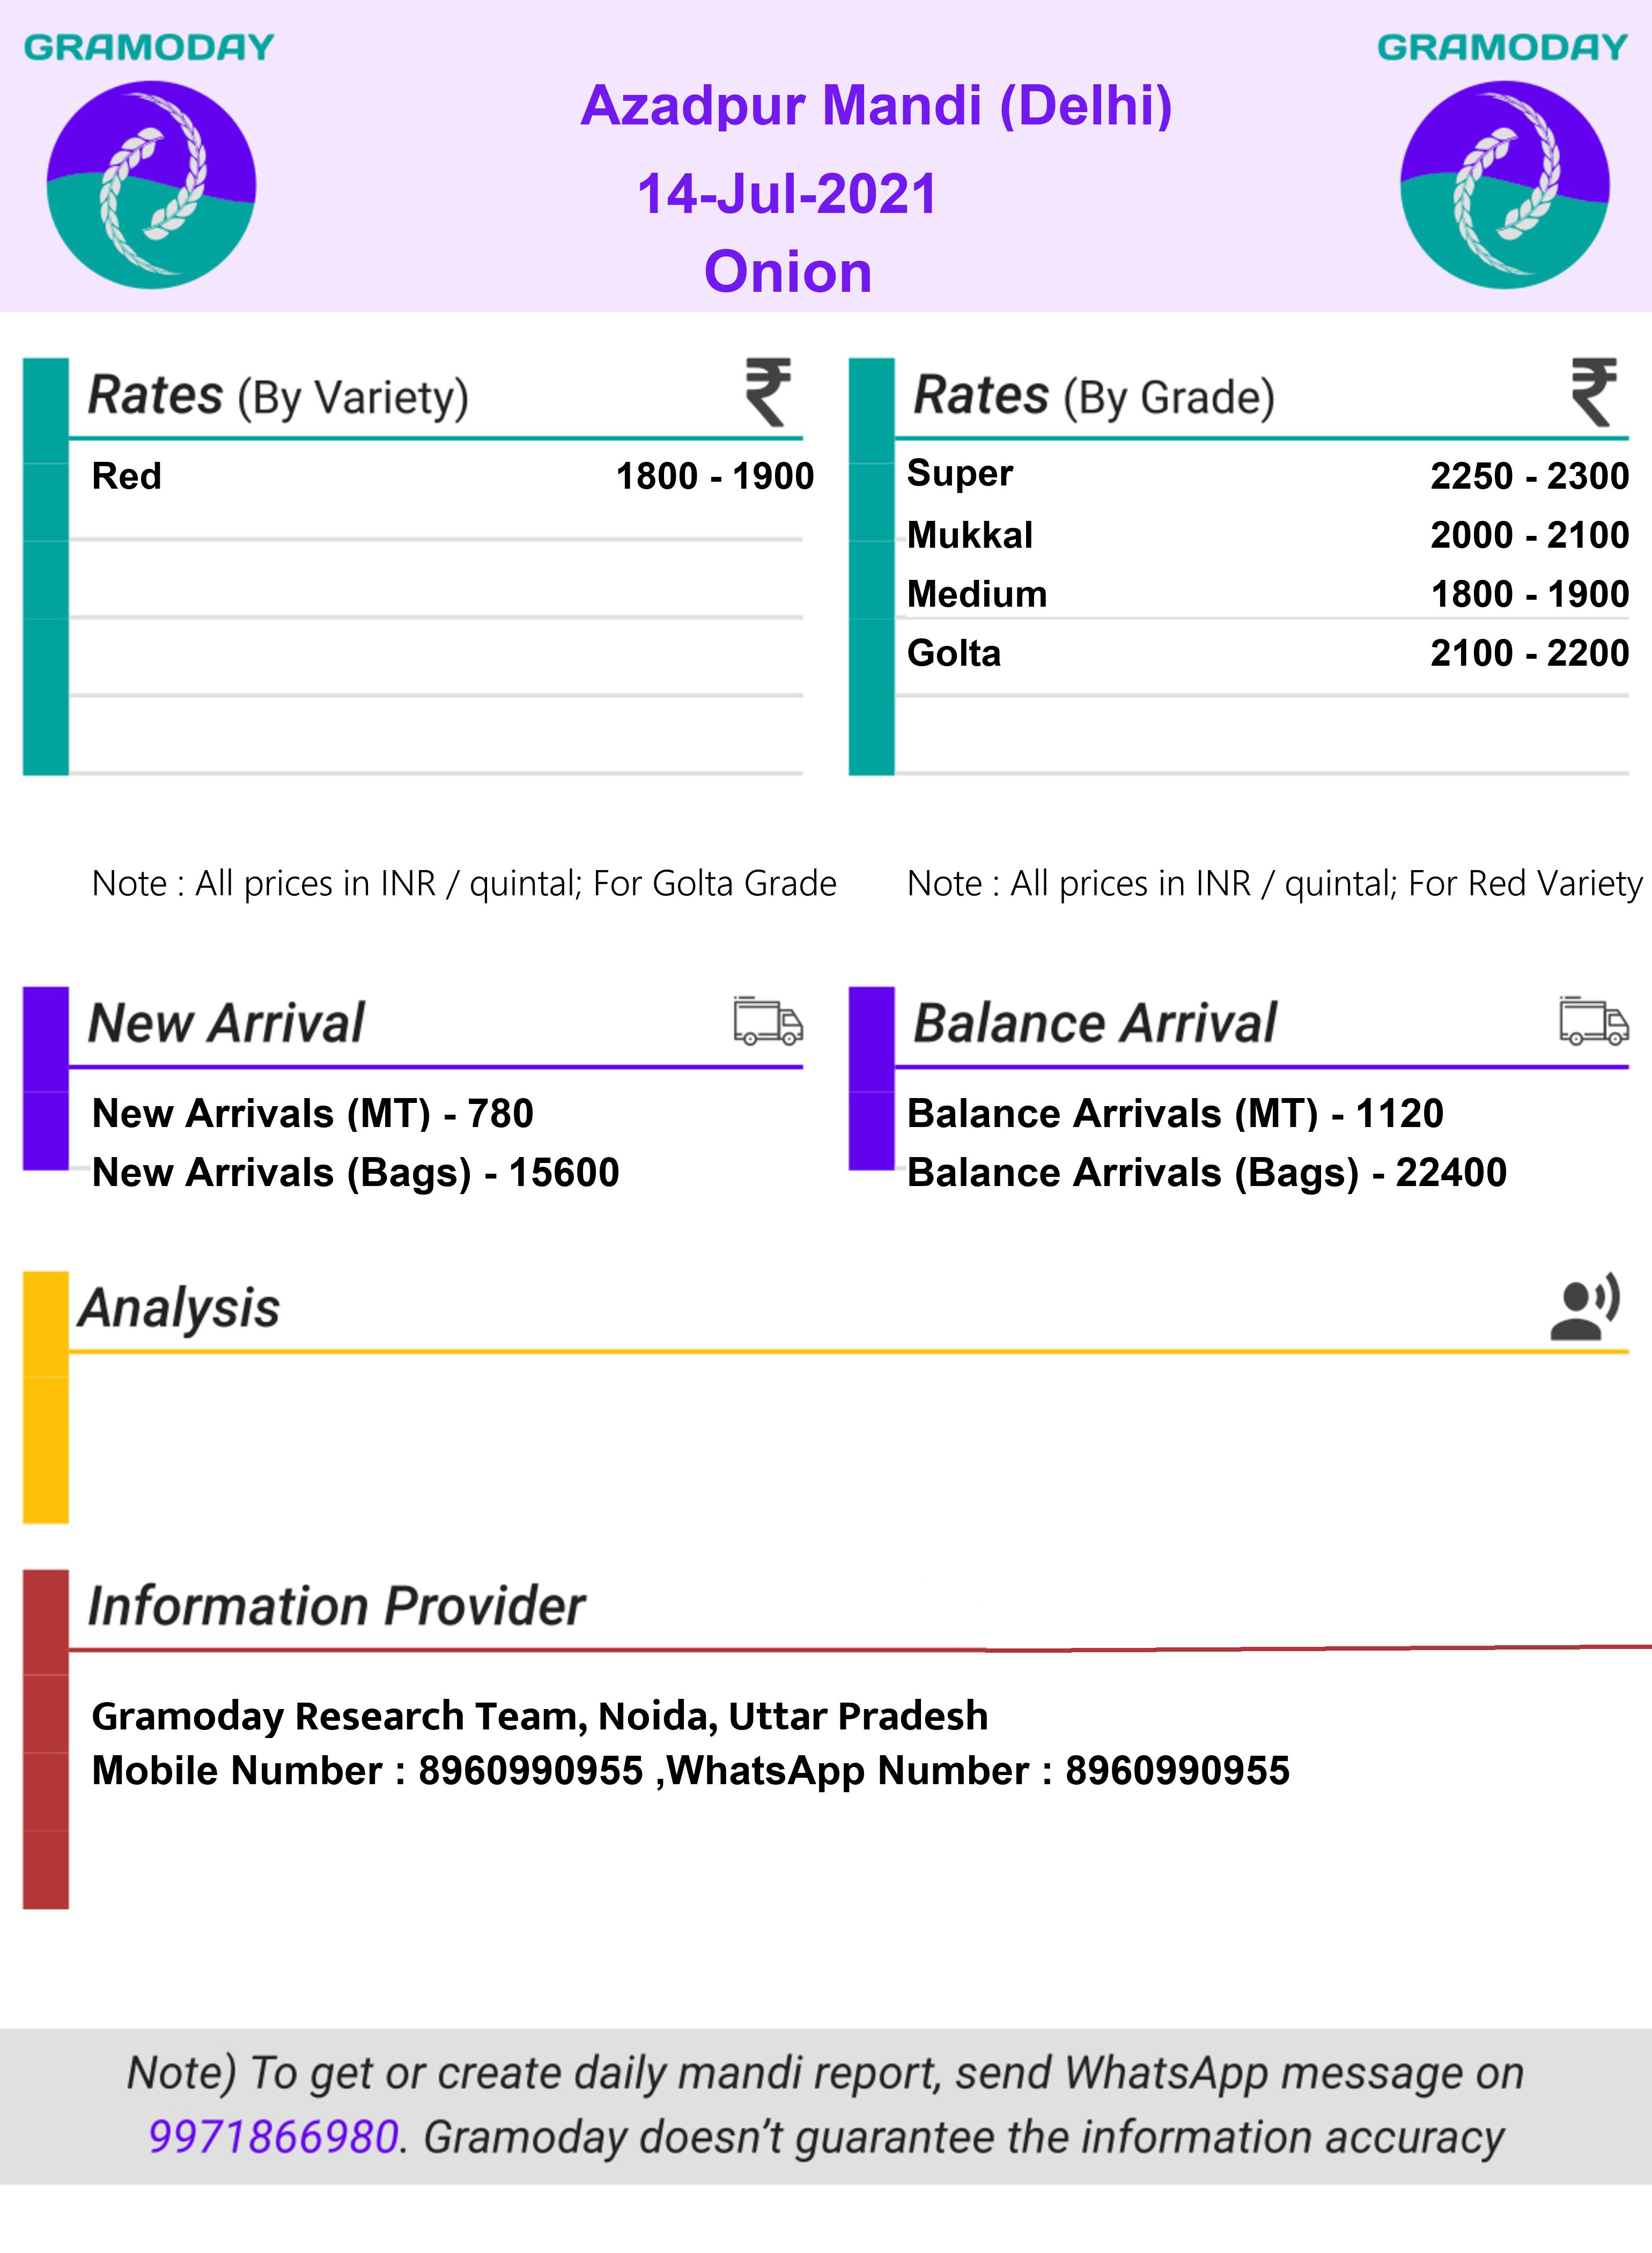 GRAMODAY
GRAMODAY
Azadpur Mandi (Delhi)
14-Jul-2021
Onion
Rates (By Variety) ₹
Red 1800 - 1900
Note : All prices in INR / quintal; For Golta Grade
Rates (By Grade) ₹
Super 2250 - 2300
Mukkal 2000 - 2100
Medium 1800 - 1900
Golta 2100 - 2200
Note : All prices in INR / quintal; For Red Variety
New Arrival
New Arrivals (MT) - 780
New Arrivals (Bags) - 15600
Balance Arrival
Balance Arrivals (MT) - 1120
Balance Arrivals (Bags) - 22400
Analysis
Information Provider
Gramoday Research Team, Noida, Uttar Pradesh
Mobile Number : 8960990955 ,WhatsApp Number : 8960990955
Note) To get or create daily mandi report, send WhatsApp message on
9971866980. Gramoday doesn't guarantee the information accuracy